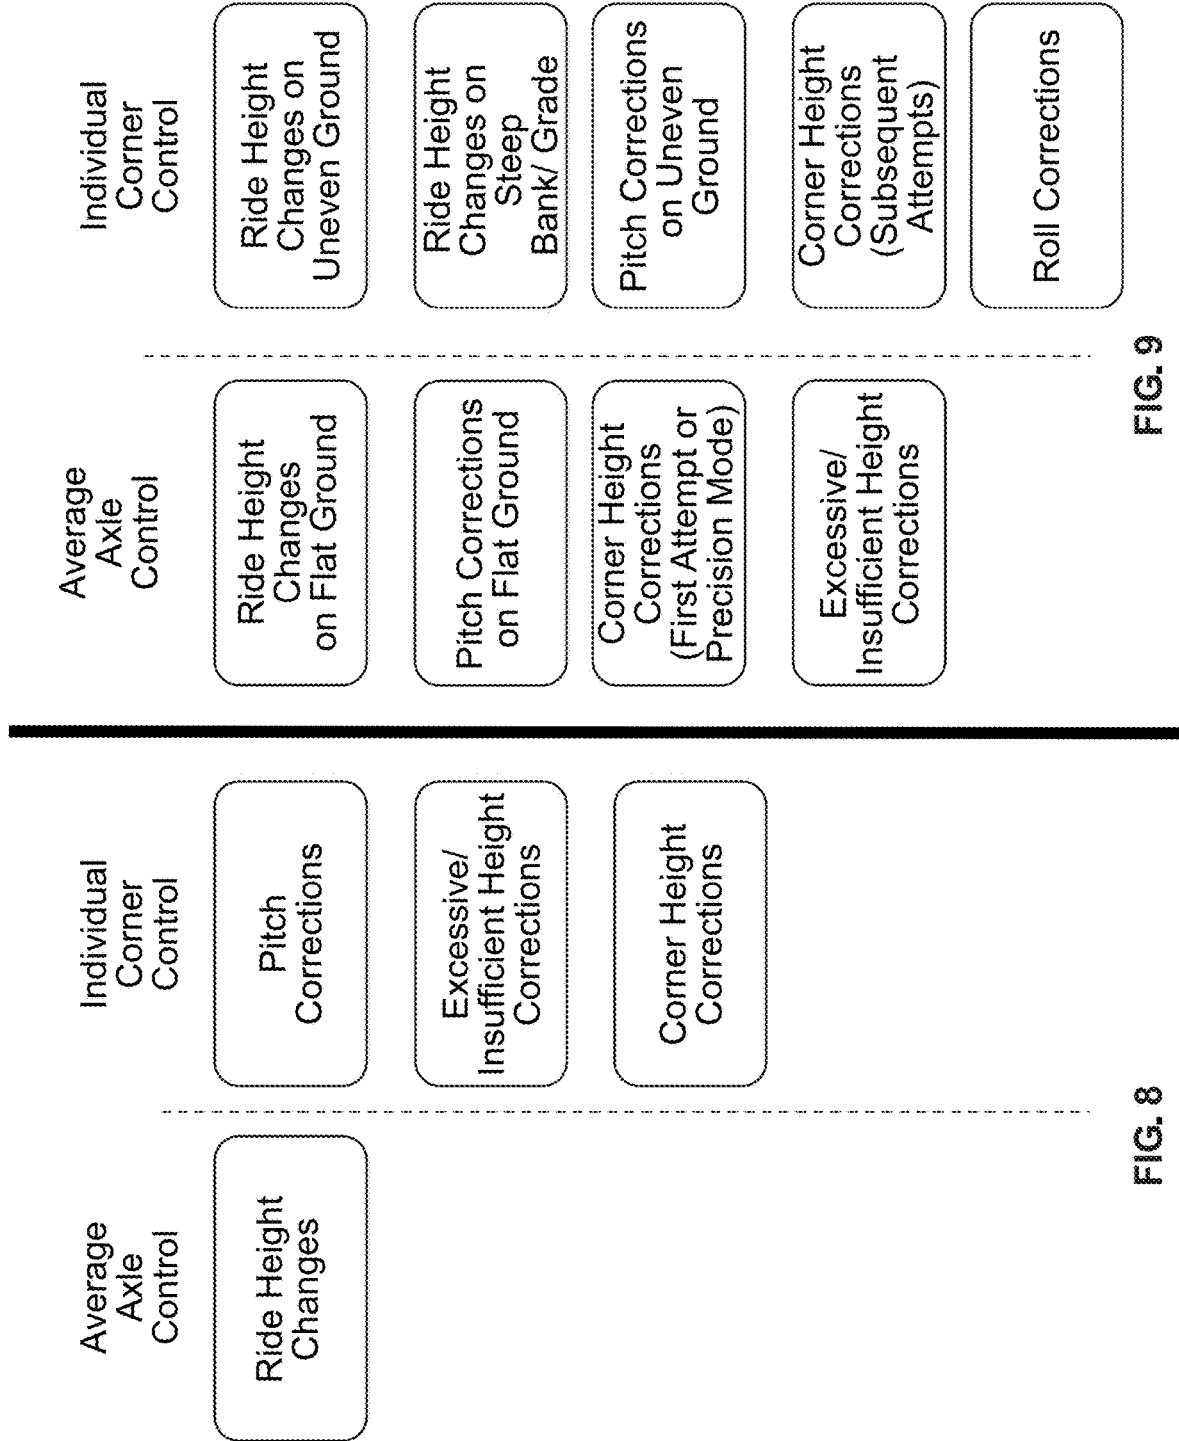 Average
Axle
Control
Ride Height
Changes
Individual
Corner
Control
Pitch
Corrections
Excessive/
Insufficient Height
Corrections
Corner Height
Corrections
FIG. 8
Average
Axle
Control
Ride Height
Changes
on Flat Ground
Pitch Corrections
on Flat Ground
Corner Height
Corrections
(First Attempt or
Precision Mode)
Excessive/
Insufficient Height
Corrections
Individual
Corner
Control
Ride Height
Changes on
Uneven Ground
Ride Height
Changes on
Steep
Bank/ Grade
Pitch Corrections
on Uneven
Ground
Corner Height
Corrections
(Subsequent
Attempts)
Roll Corrections
FIG. 9